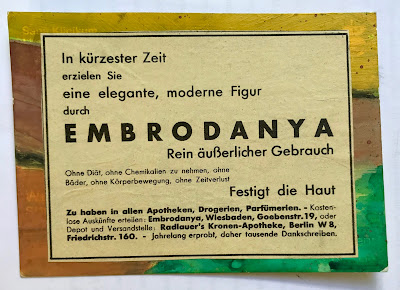 In kürzester Zeit
erzielen Sie
eine elegante, moderne Figur
durch
EMBRODANYA
Rein äußerlicher Gebrauch
Ohne Diät, ohne Chemikalien zu nehmen, ohne
Bäder, ohne Körperbewegung, ohne Zeitverlust
Festigt die Haut
Zu haben in allen Apotheken, Drogerien, Parfümerien. - Kosten-
lose Auskünfte erteilen: Embrodanya, Wiesbaden, Goebenstr. 19, oder
Depot und Versandstelle: Radlauer's Kronen-Apotheke, Berlin W 8,
Friedrichstr. 160. - Jahrelang erprobt, daher tausende Dankschreiben.